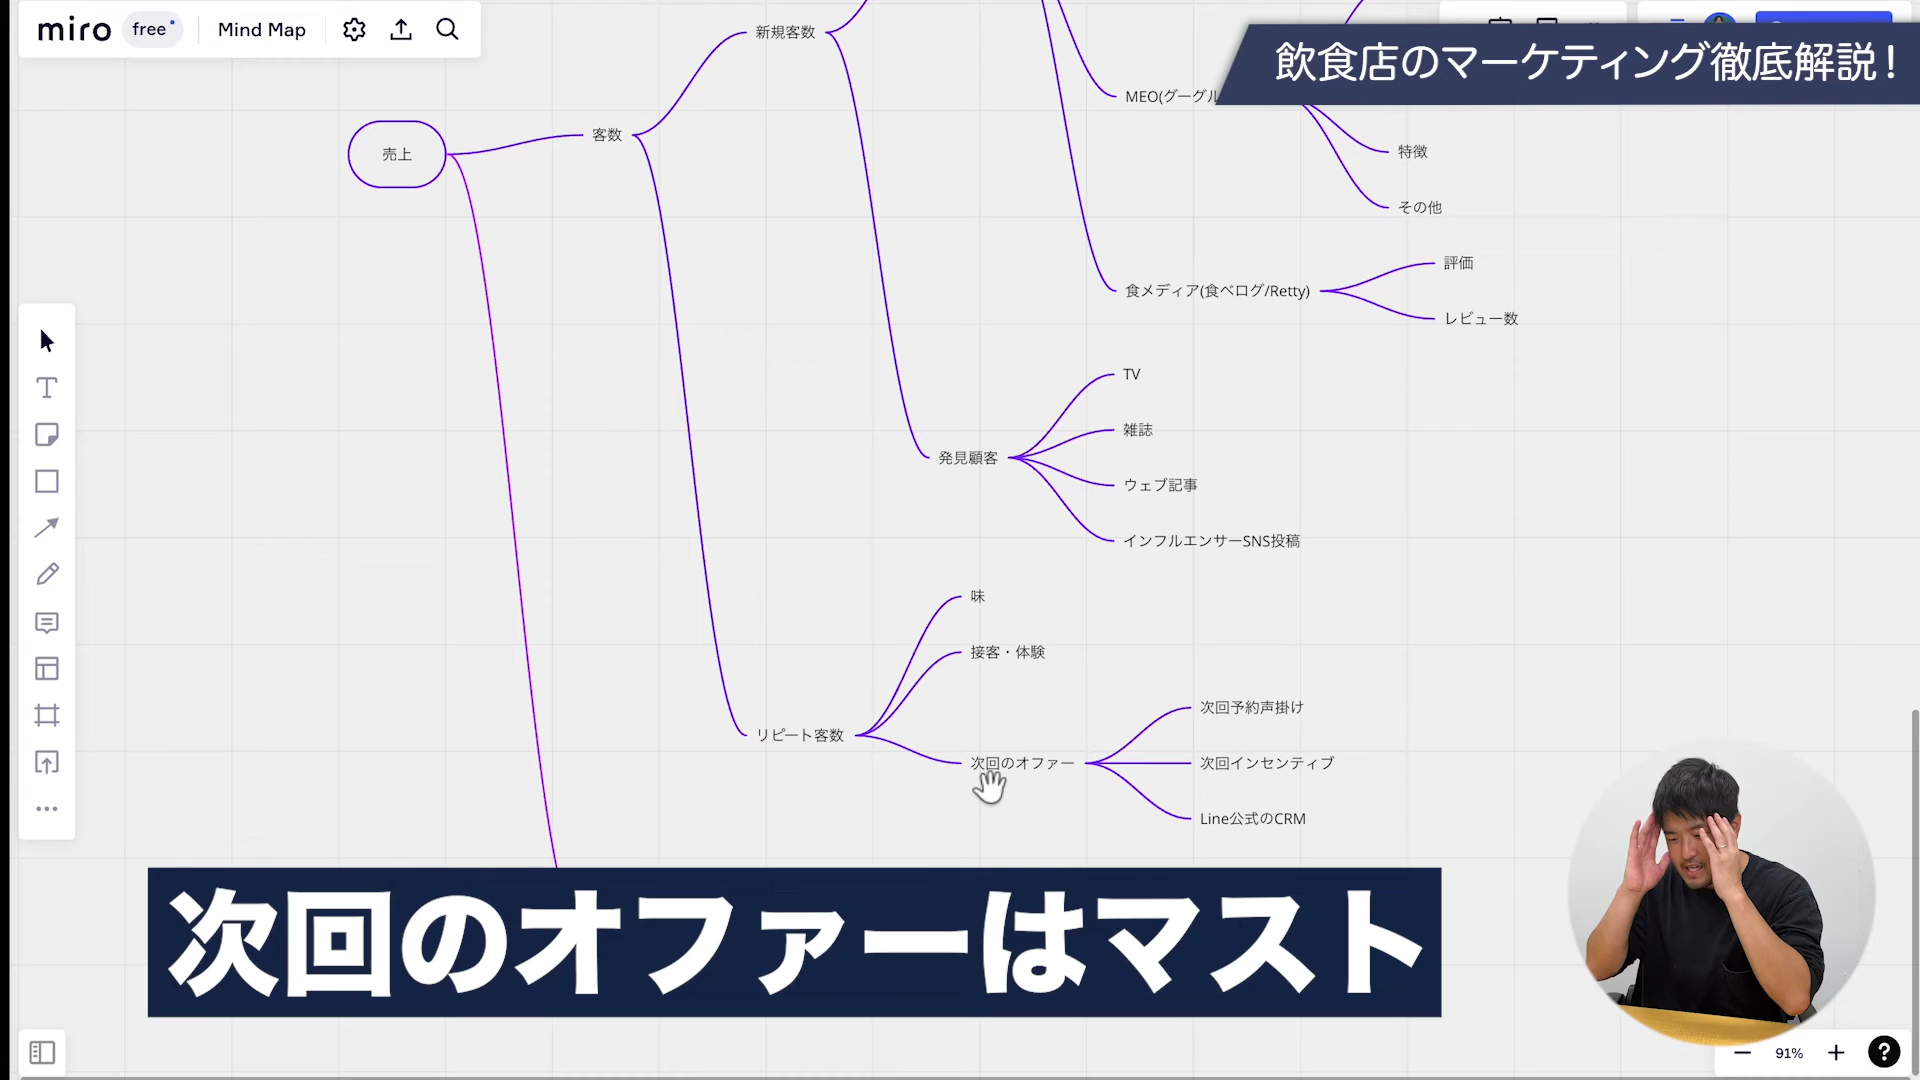 miro free Mind Map
飲食店のマーケティング徹底解説！
新規客数
MEO(グーグル
客数
売上
特徴
その他
評価
食メディア(食べログ/Retty)
レビュー数
TV
雑誌
発見顧客
ウェブ記事
インフルエンサーSNS投稿
味
接客・体験
次回予約声掛け
リピート客数
次回のオファー
次回インセンティブ
Line公式のCRM
次回のオファーはマスト
91%